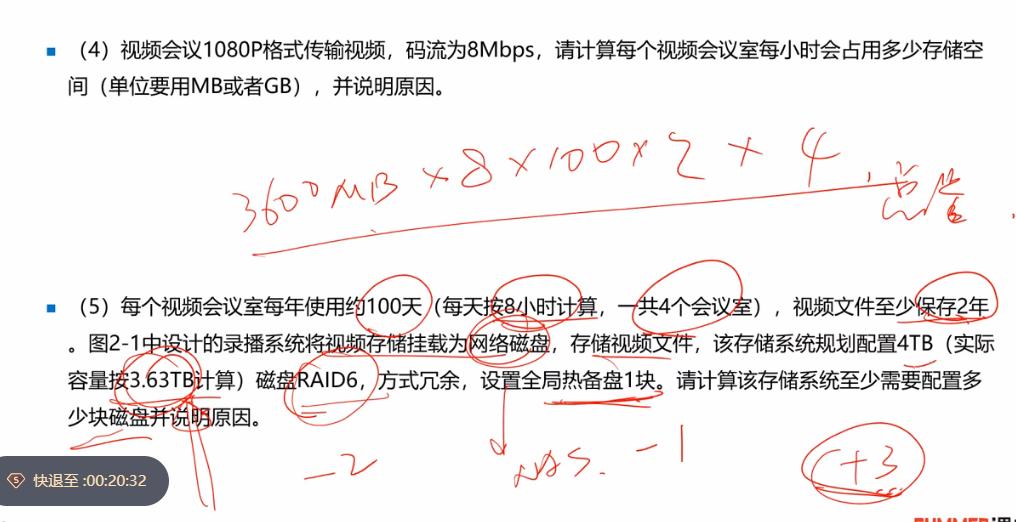 （4）视频会议1080P格式传输视频，码流为8Mbps，请计算每个视频会议室每小时会占用多少存储空
间（单位要用MB或者GB），并说明原因。
3600MB×8×100×2×4
总容
（5）每个视频会议室每年使用约100天（每天按8小时计算，一共4个会议室），视频文件至少保存2年
。图2-1中设计的录播系统将视频存储挂载为网络磁盘，存储视频文件，该存储系统规划配置4TB（实际
容量按3.63TB计算）磁盘RAID6，方式冗余，设置全局热备盘1块。请计算该存储系统至少需要配置多
少块磁盘并说明原因。
-2
NAS.
-1
+3
快退至 :00:20:32